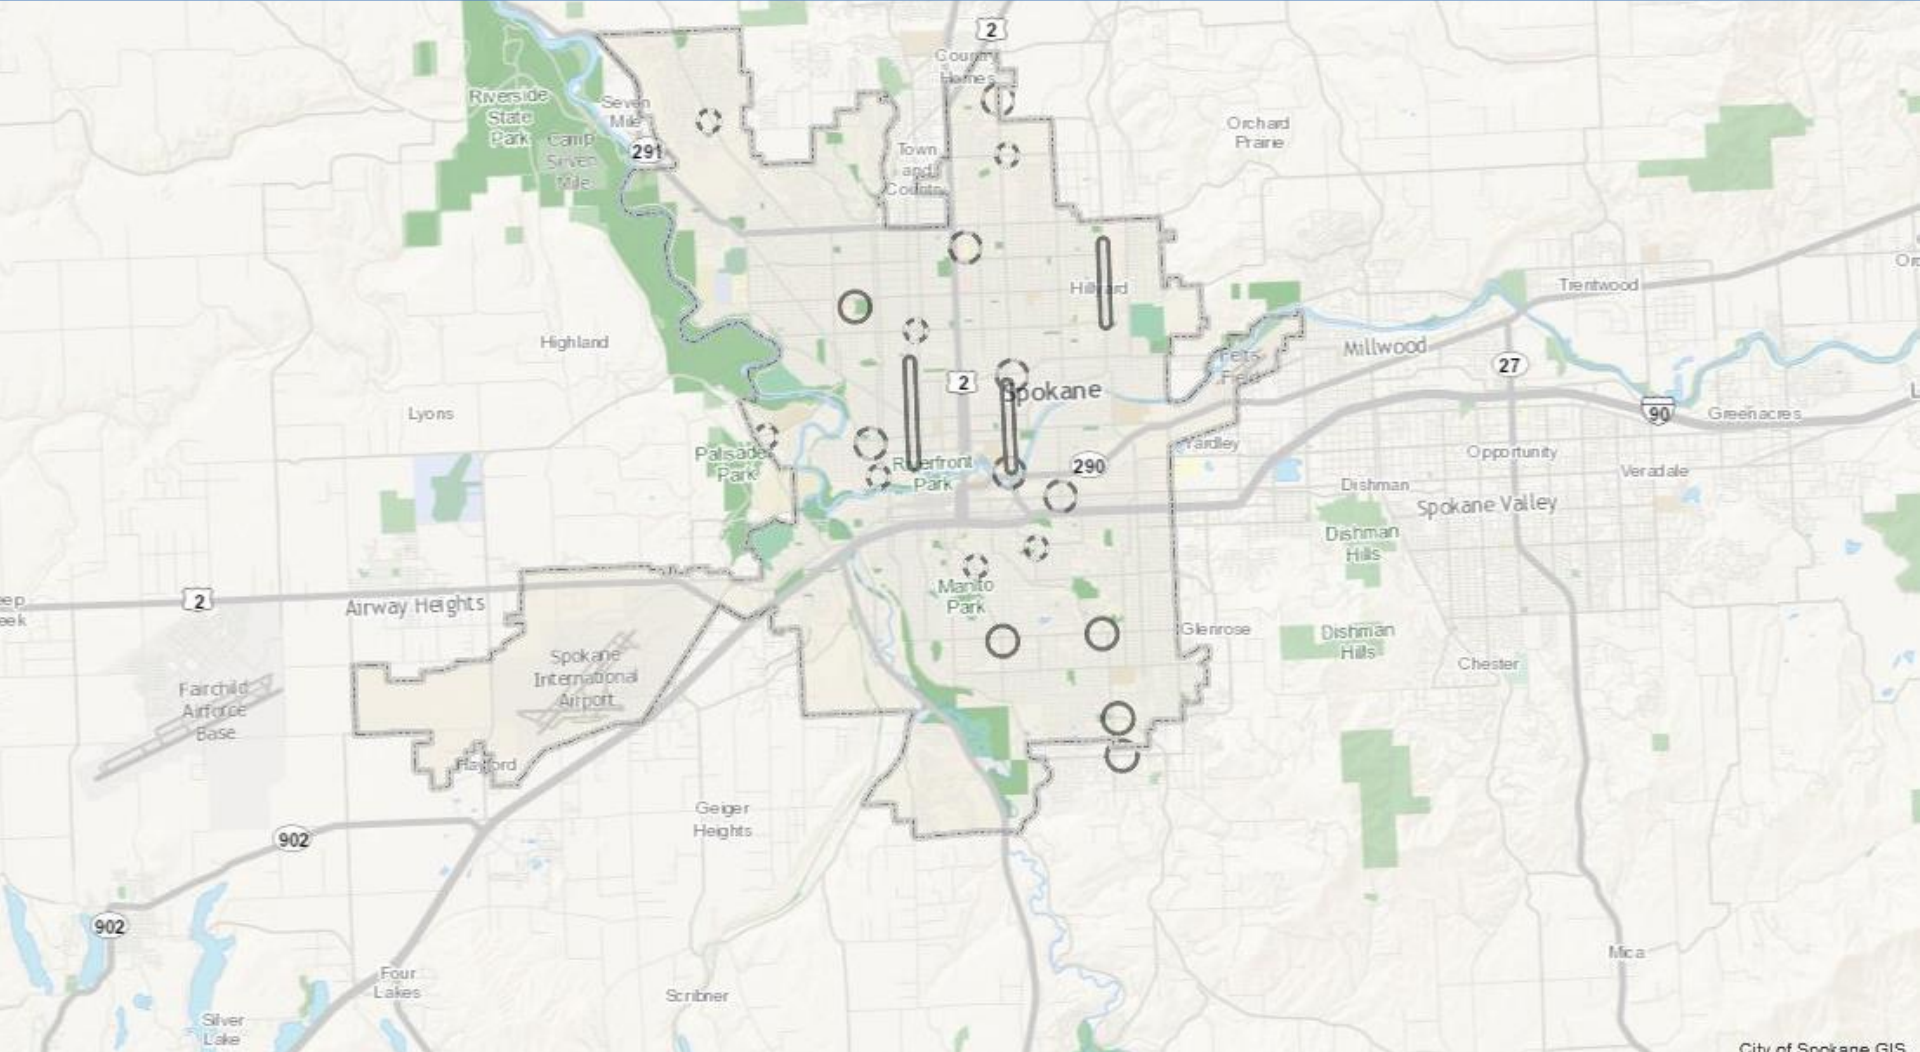 2
Country
Homes
Riverside
State
Park
Seven
Mile
Camp
Seven
Mile
291
Town
and
Country
Orchard
Prairie
Hillyard
Trentwood
Highland
Millwood
Felts
27
2
Spokane
Lyons
90
Greenacres
Palisades
Park
Riverfront
Park
290
Yardley
Opportunity
Veradale
Dishman
Spokane Valley
Dishman
Hills
Manito
Park
2
Airway Heights
Glenrose
Dishman
Hills
Spokane
International
Airport
Chester
Fairchild
Airforce
Base
Hayford
Geiger
Heights
902
902
Mica
Four
Lakes
Scribner
Silver
Lake
City of Spokane GIS